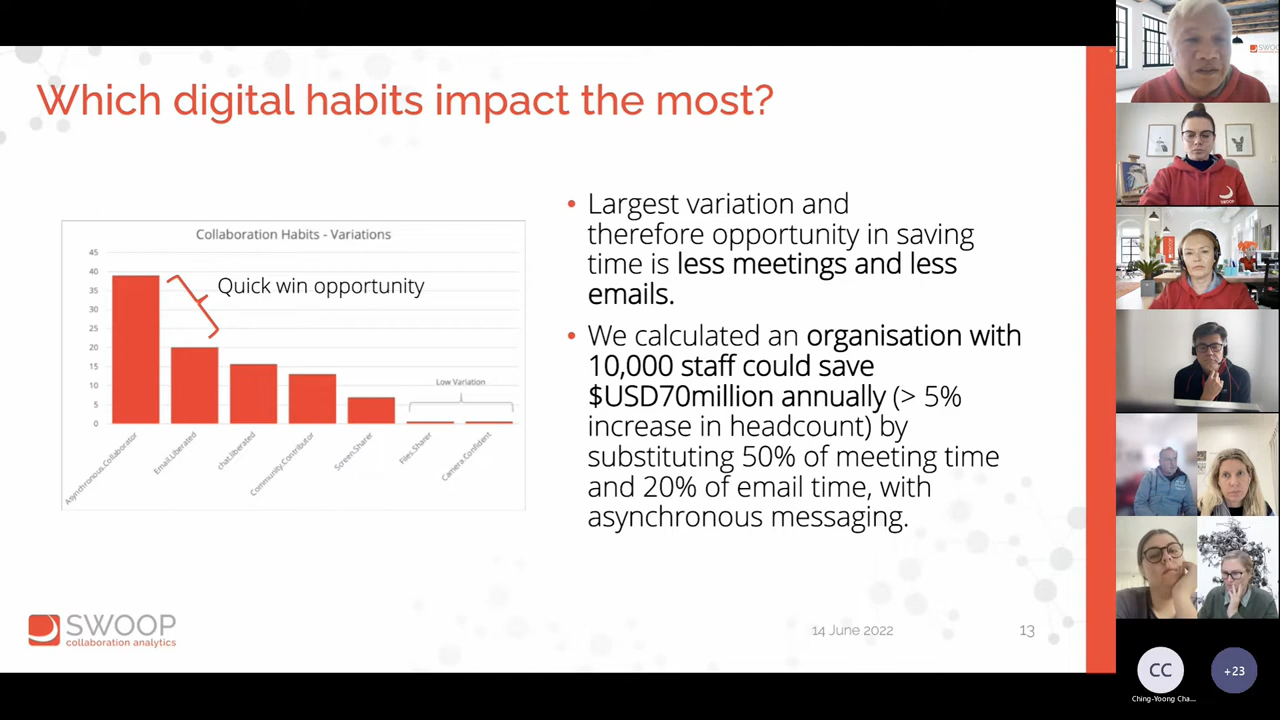 Which digital habits impact the most?
Collaboration Habits - Variations
45
40
35
30
25
20
15
10
5
0
Quick win opportunity
Low Variation
Asynchronous.Collaborator
Email.Liberated
chat.liberated
Community.Contributor
Screen.Sharer
Files.Sharer
Camera.Confident
• Largest variation and
therefore opportunity in saving
time is less meetings and less
emails.
• We calculated an organisation with
10,000 staff could save
$USD70million annually (> 5%
increase in headcount) by
substituting 50% of meeting time
and 20% of email time, with
asynchronous messaging.
SWOOP
collaboration analytics
14 June 2022
13
SWOOP
CC
Ching-Yoong Cha...
+23